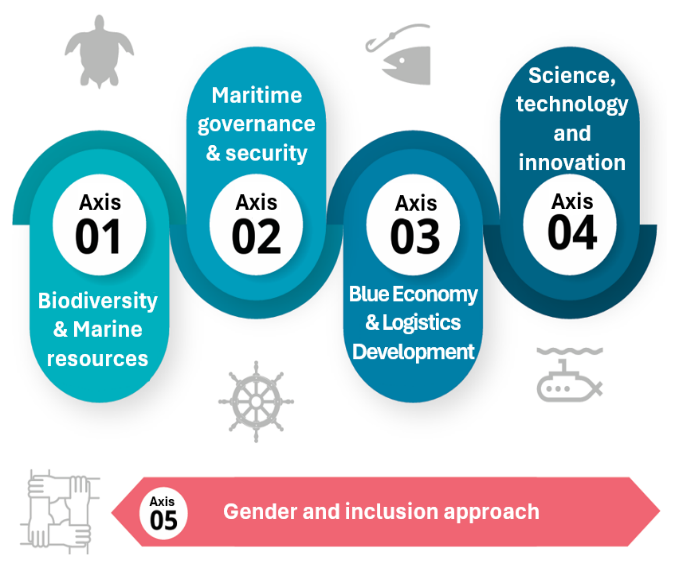 Axis
01
Biodiversity
& Marine
resources
Maritime
governance
& security
Axis
02
Axis
03
Blue Economy
& Logistics
Development
Science,
technology
and
innovation
Axis
04
Axis
05
Gender and inclusion approach